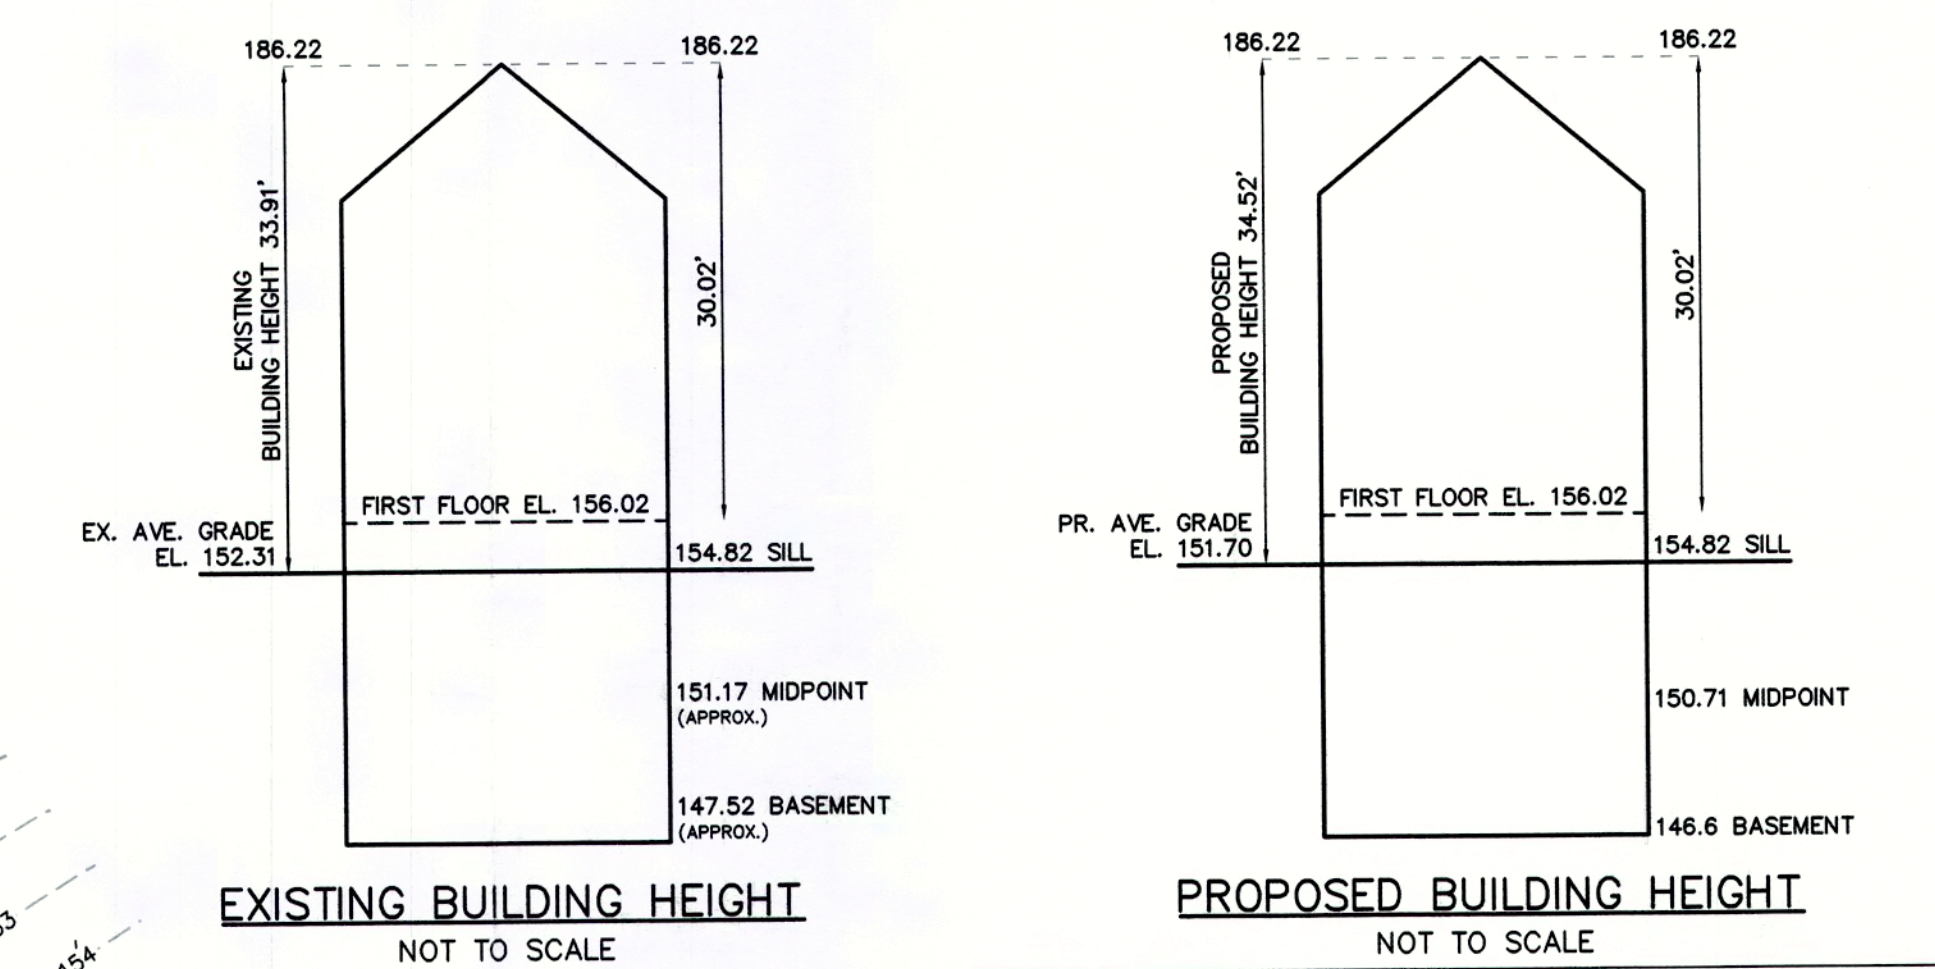 186.22
186.22
EXISTING
BUILDING HEIGHT 33.91'
30.02'
FIRST FLOOR EL. 156.02
EX. AVE. GRADE
EL. 152.31
154.82 SILL
151.17 MIDPOINT
(APPROX.)
147.52 BASEMENT
(APPROX.)
EXISTING BUILDING HEIGHT
NOT TO SCALE
186.22
186.22
PROPOSED
BUILDING HEIGHT 34.52'
30.02'
FIRST FLOOR EL. 156.02
PR. AVE. GRADE
EL. 151.70
154.82 SILL
150.71 MIDPOINT
146.6 BASEMENT
PROPOSED BUILDING HEIGHT
NOT TO SCALE
154